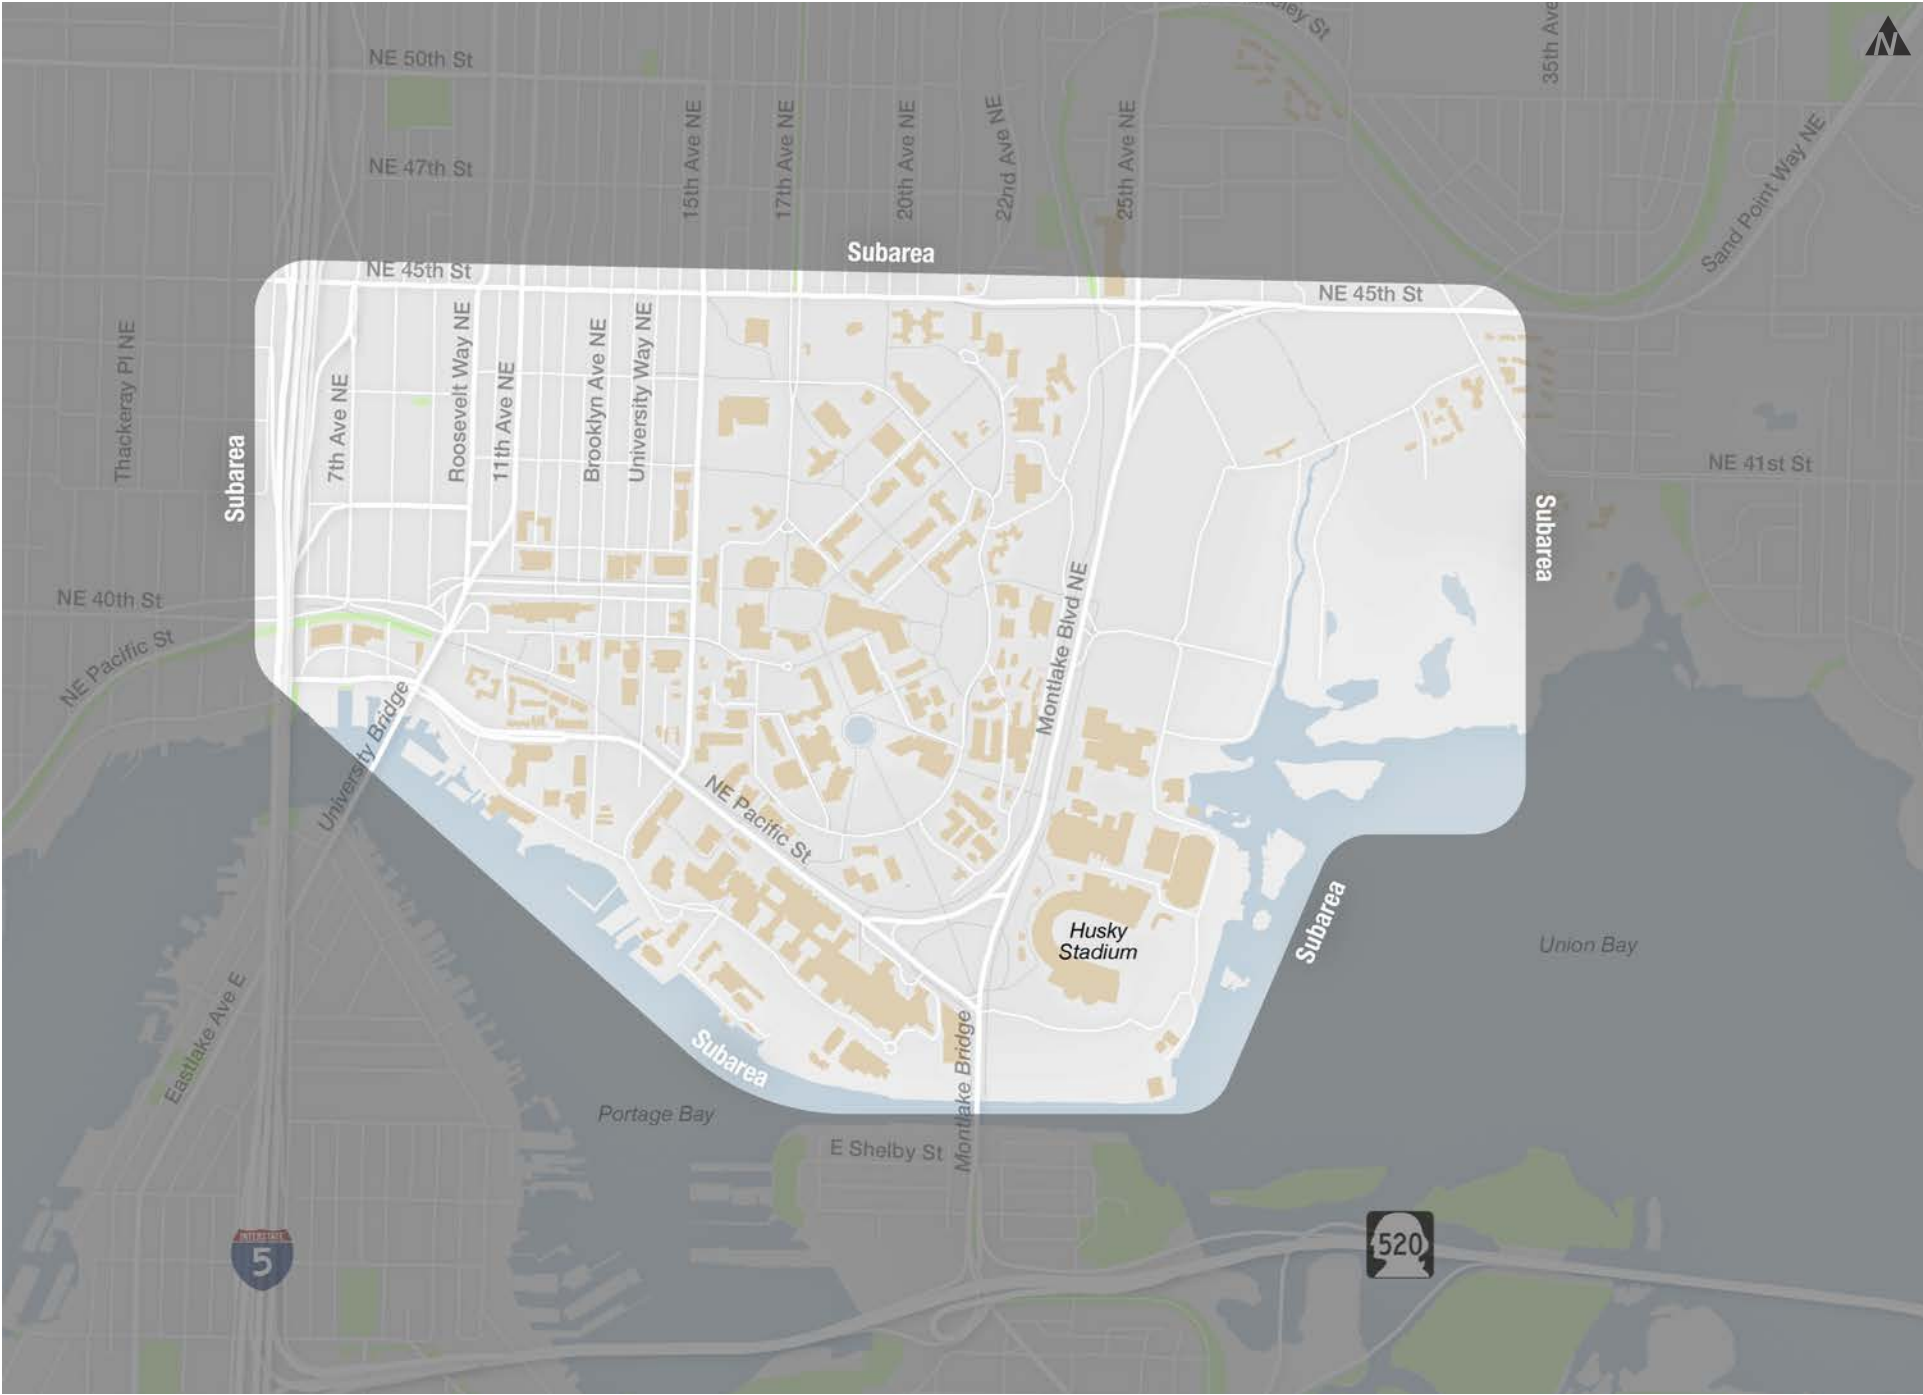 ley St
35th Ave
N
NE 50th St
NE 47th St
15th Ave NE
17th Ave NE
20th Ave NE
22nd Ave NE
25th Ave NE
Sand Point Way NE
Subarea
NE 45th St
NE 45th St
Thackeray Pl NE
Subarea
7th Ave NE
Roosevelt Way NE
11th Ave NE
Brooklyn Ave NE
University Way NE
NE 41st St
Subarea
NE 40th St
NE Pacific St
Montlake Blvd NE
University Bridge
NE Pacific St
Husky
Stadium
Subarea
Union Bay
Eastlake Ave E
Subarea
Montlake Bridge
Portage Bay
E Shelby St
INTERSTATE
5
520